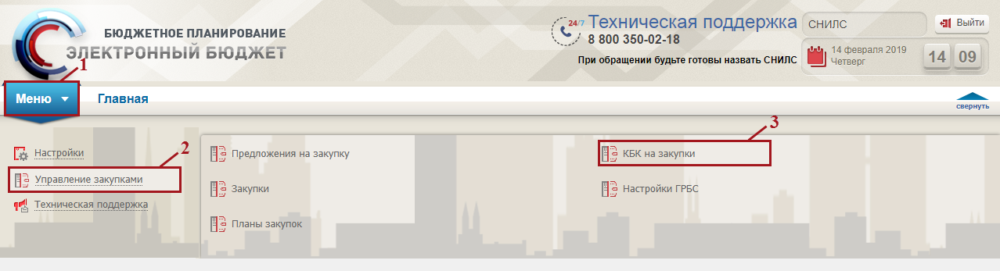 БЮДЖЕТНОЕ ПЛАНИРОВАНИЕ
ЭЛЕКТРОННЫЙ БЮДЖЕТ
24/7
Техническая поддержка
8 800 350-02-18
При обращении будьте готовы назвать СНИЛС
СНИЛС
Выйти
14 февраля 2019
Четверг
14 09
1
Меню
Главная
свернуть
2
3
Настройки
Управление закупками
Техническая поддержка
Предложения на закупку
Закупки
Планы закупок
КБК на закупки
Настройки ГРБС